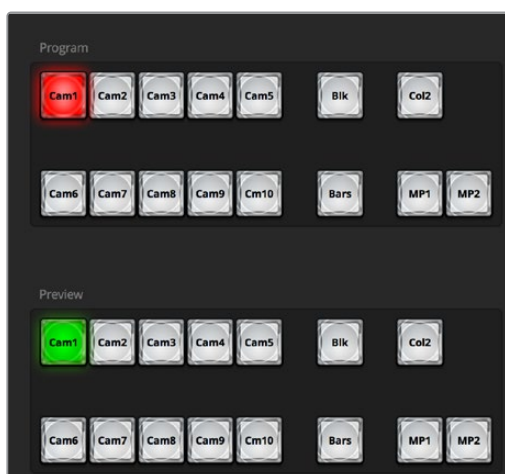 Program
Cam1 Cam2 Cam3 Cam4 Cam5 Blk Col2
Cam6 Cam7 Cam8 Cam9 Cm10 Bars MP1 MP2
Preview
Cam1 Cam2 Cam3 Cam4 Cam5 Blk Col2
Cam6 Cam7 Cam8 Cam9 Cm10 Bars MP1 MP2